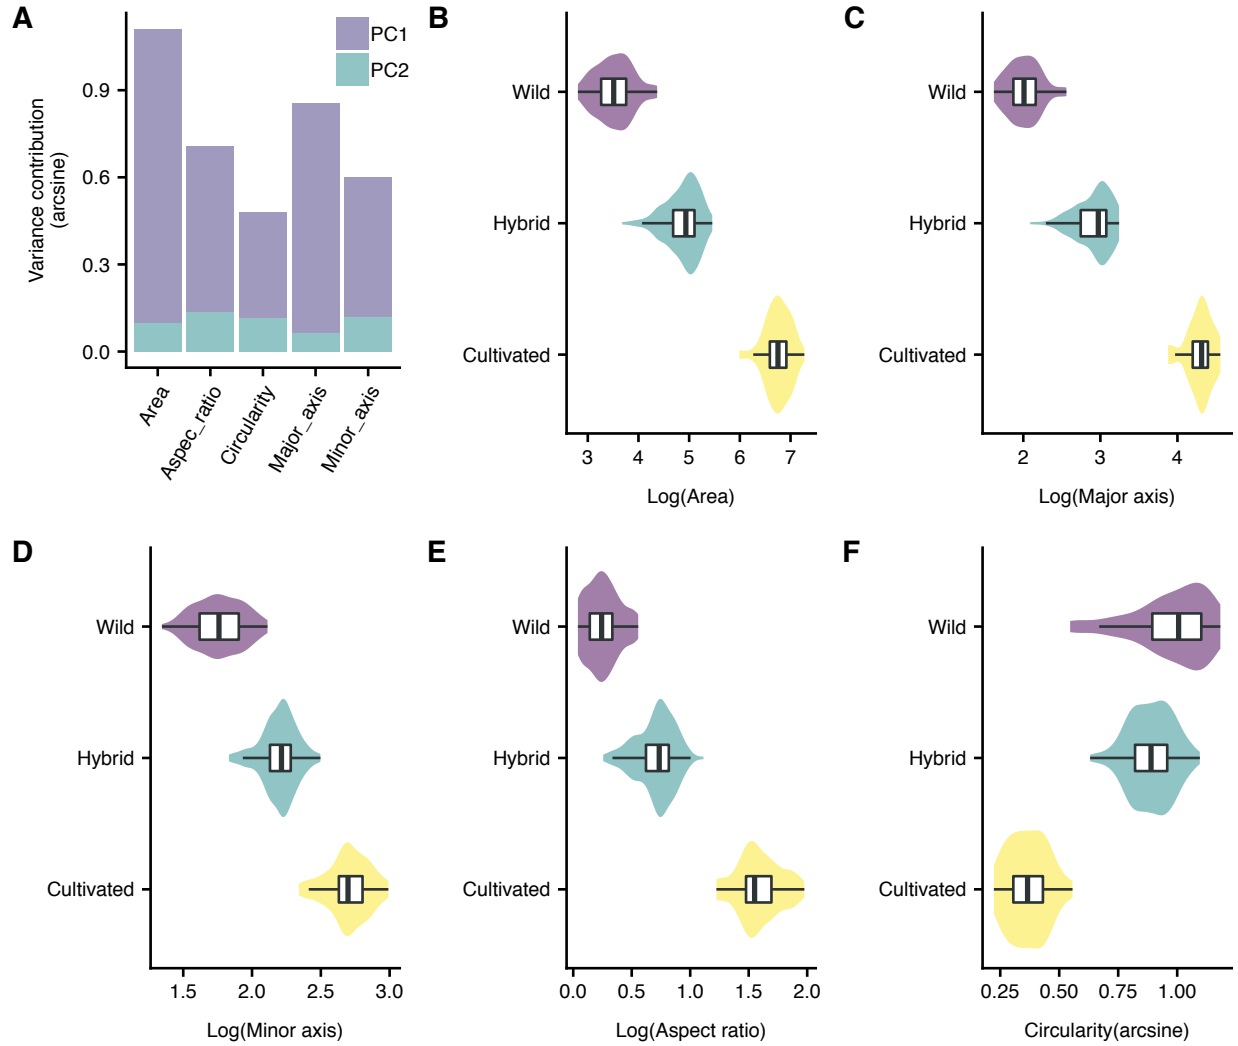 A
PC1
PC2
Variance contribution
(arcsine)
0.9
0.6
0.3
0.0
Area
Aspec_ratio
Circularity
Major_axis
Minor_axis
B
Wild
Hybrid
Cultivated
3 4 5 6 7
Log(Area)
C
Wild
Hybrid
Cultivated
2 3 4
Log(Major axis)
D
Wild
Hybrid
Cultivated
1.5 2.0 2.5 3.0
Log(Minor axis)
E
Wild
Hybrid
Cultivated
0.0 0.5 1.0 1.5 2.0
Log(Aspect ratio)
F
Wild
Hybrid
Cultivated
0.25 0.50 0.75 1.00
Circularity(arcsine)